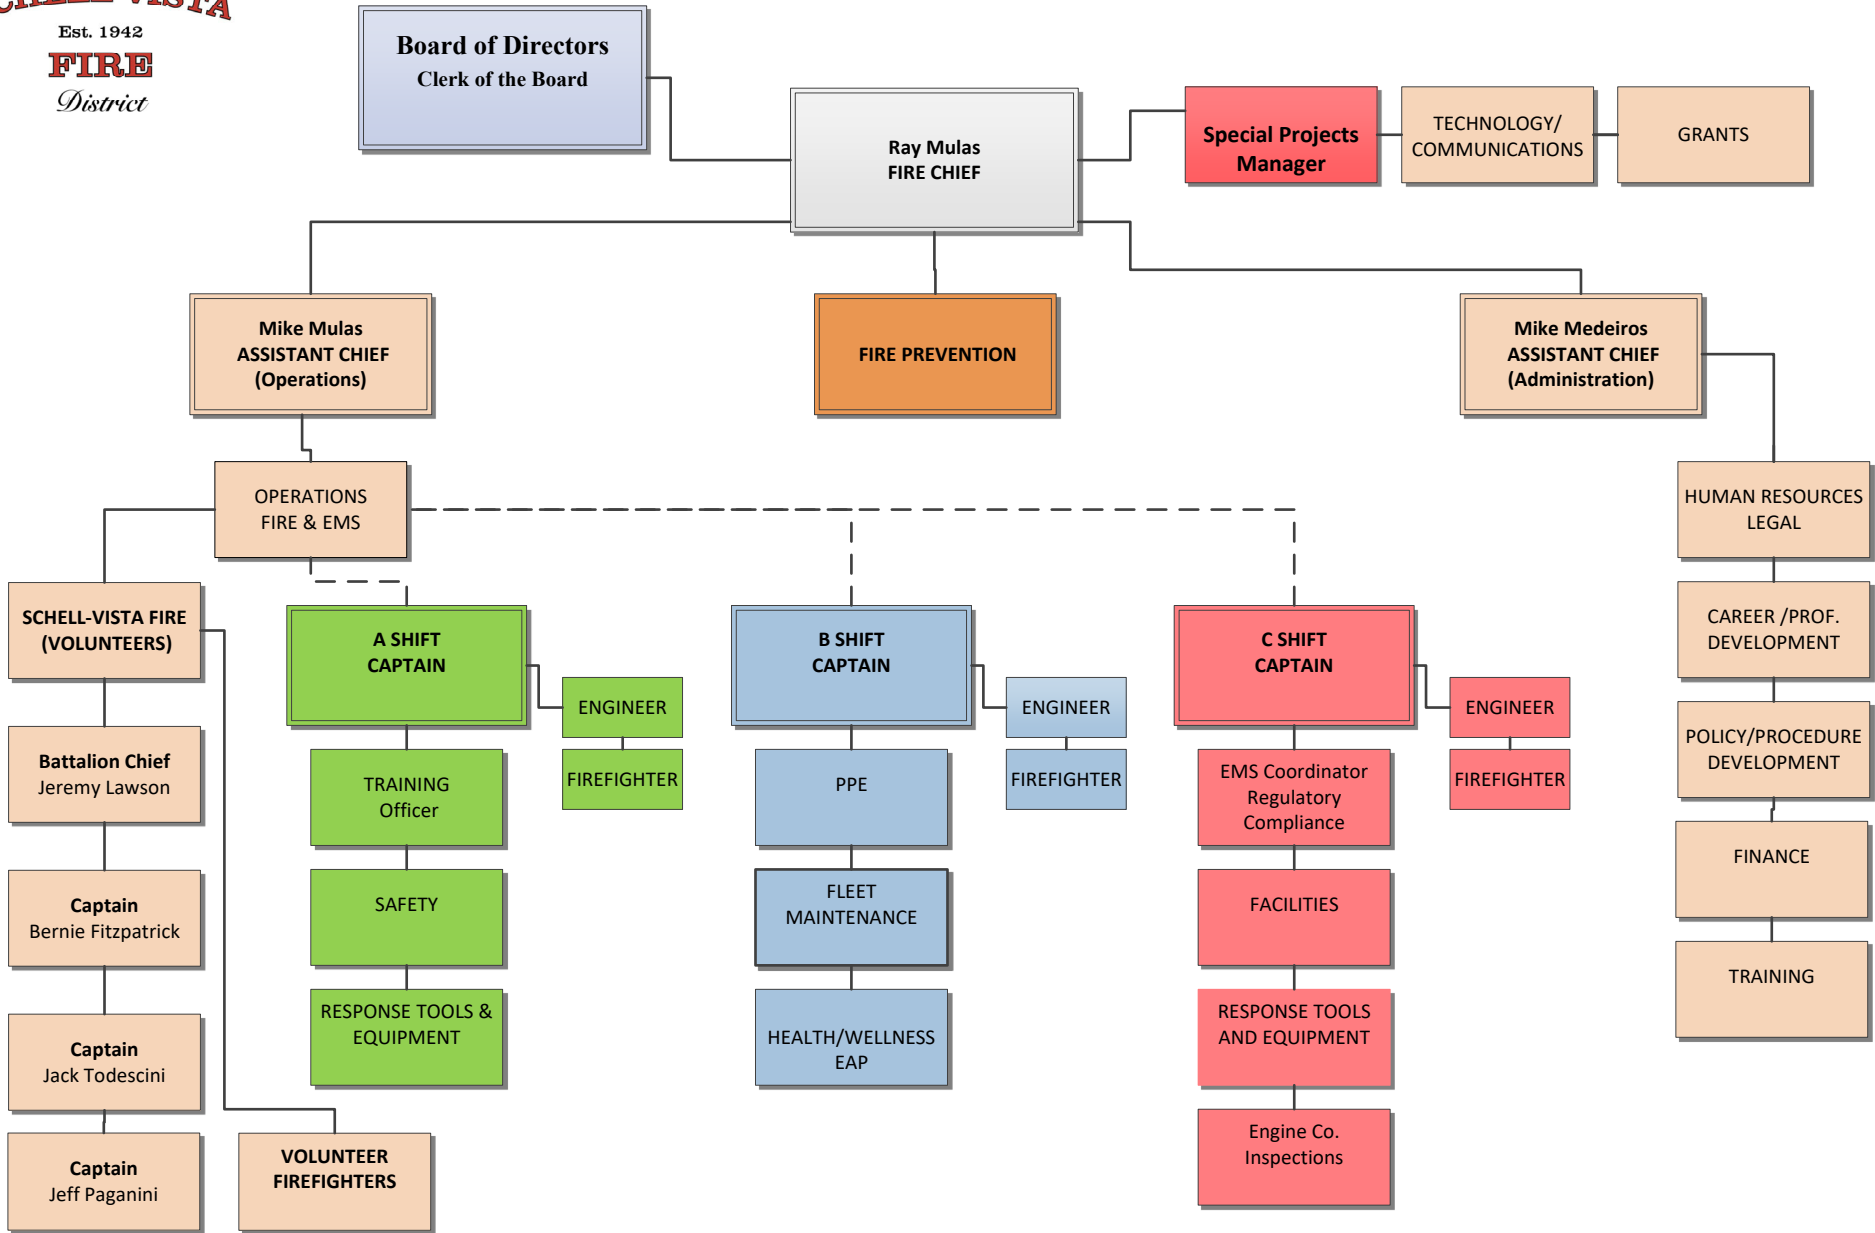 Est. 1942
FIRE
District
Board of Directors
Clerk of the Board
Ray Mulas
FIRE CHIEF
Special Projects
Manager
TECHNOLOGY/
COMMUNICATIONS
GRANTS
Mike Mulas
ASSISTANT CHIEF
(Operations)
FIRE PREVENTION
Mike Medeiros
ASSISTANT CHIEF
(Administration)
OPERATIONS
FIRE & EMS
HUMAN RESOURCES
LEGAL
SCHELL-VISTA FIRE
(VOLUNTEERS)
A SHIFT
CAPTAIN
ENGINEER
FIREFIGHTER
B SHIFT
CAPTAIN
ENGINEER
FIREFIGHTER
C SHIFT
CAPTAIN
ENGINEER
FIREFIGHTER
CAREER /PROF.
DEVELOPMENT
Battalion Chief
Jeremy Lawson
TRAINING
Officer
PPE
EMS Coordinator
Regulatory
Compliance
POLICY/PROCEDURE
DEVELOPMENT
Captain
Bernie Fitzpatrick
SAFETY
FLEET
MAINTENANCE
FACILITIES
FINANCE
Captain
Jack Todescini
RESPONSE TOOLS &
EQUIPMENT
HEALTH/WELLNESS
EAP
RESPONSE TOOLS
AND EQUIPMENT
TRAINING
Captain
Jeff Paganini
VOLUNTEER
FIREFIGHTERS
Engine Co.
Inspections